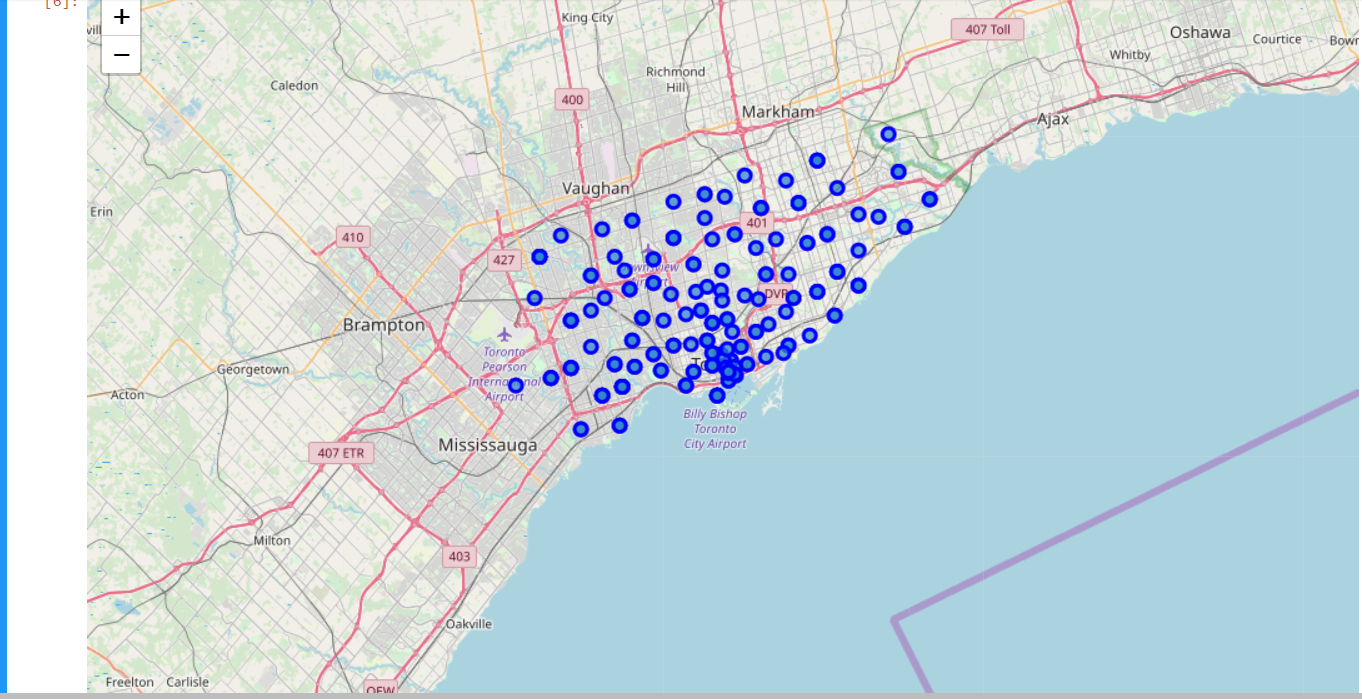 [6]:
+
−
King City
407 Toll
Oshawa
Courtice
Whitby
Richmond
Hill
Caledon
400
Markham
Ajax
Vaughan
Erin
401
410
427
DVP
Brampton
Toronto
Pearson
International
Airport
Georgetown
Acton
Billy Bishop
Toronto
City Airport
Mississauga
407 ETR
Milton
403
Oakville
Freelton
Carlisle
QEW